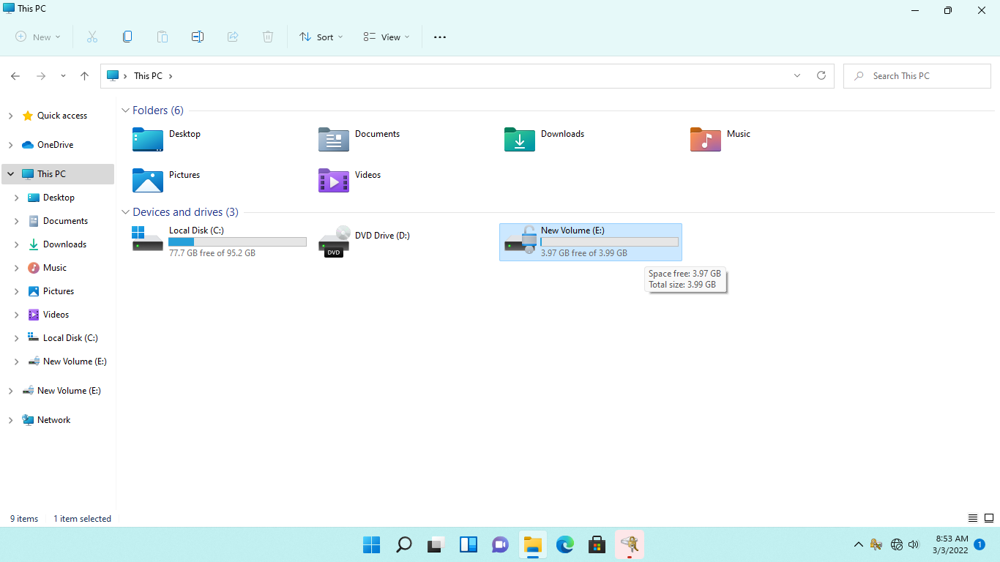 This PC
New
Sort
View
This PC
Search This PC
Quick access
OneDrive
This PC
Desktop
Documents
Downloads
Music
Pictures
Videos
Local Disk (C:)
New Volume (E:)
New Volume (E:)
Network
Folders (6)
Desktop
Documents
Downloads
Music
Pictures
Videos
Devices and drives (3)
Local Disk (C:)
77.7 GB free of 95.2 GB
DVD
DVD Drive (D:)
New Volume (E:)
3.97 GB free of 3.99 GB
Space free: 3.97 GB
Total size: 3.99 GB
9 items
1 item selected
8:53 AM
3/3/2022
1